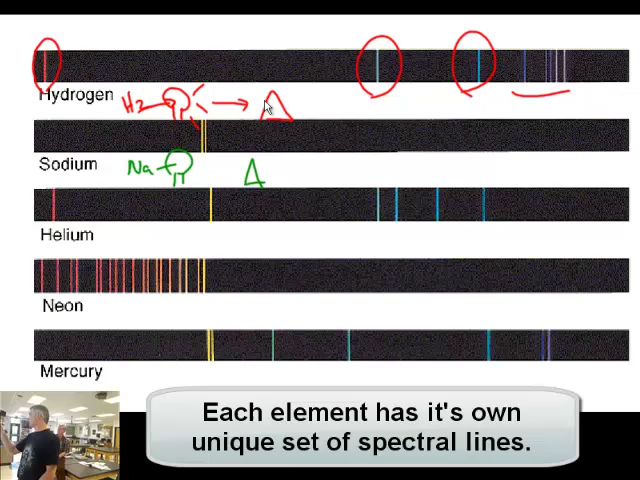 Hydrogen
H2
Sodium
Na
Helium
Neon
Mercury
Each element has it's own
unique set of spectral lines.